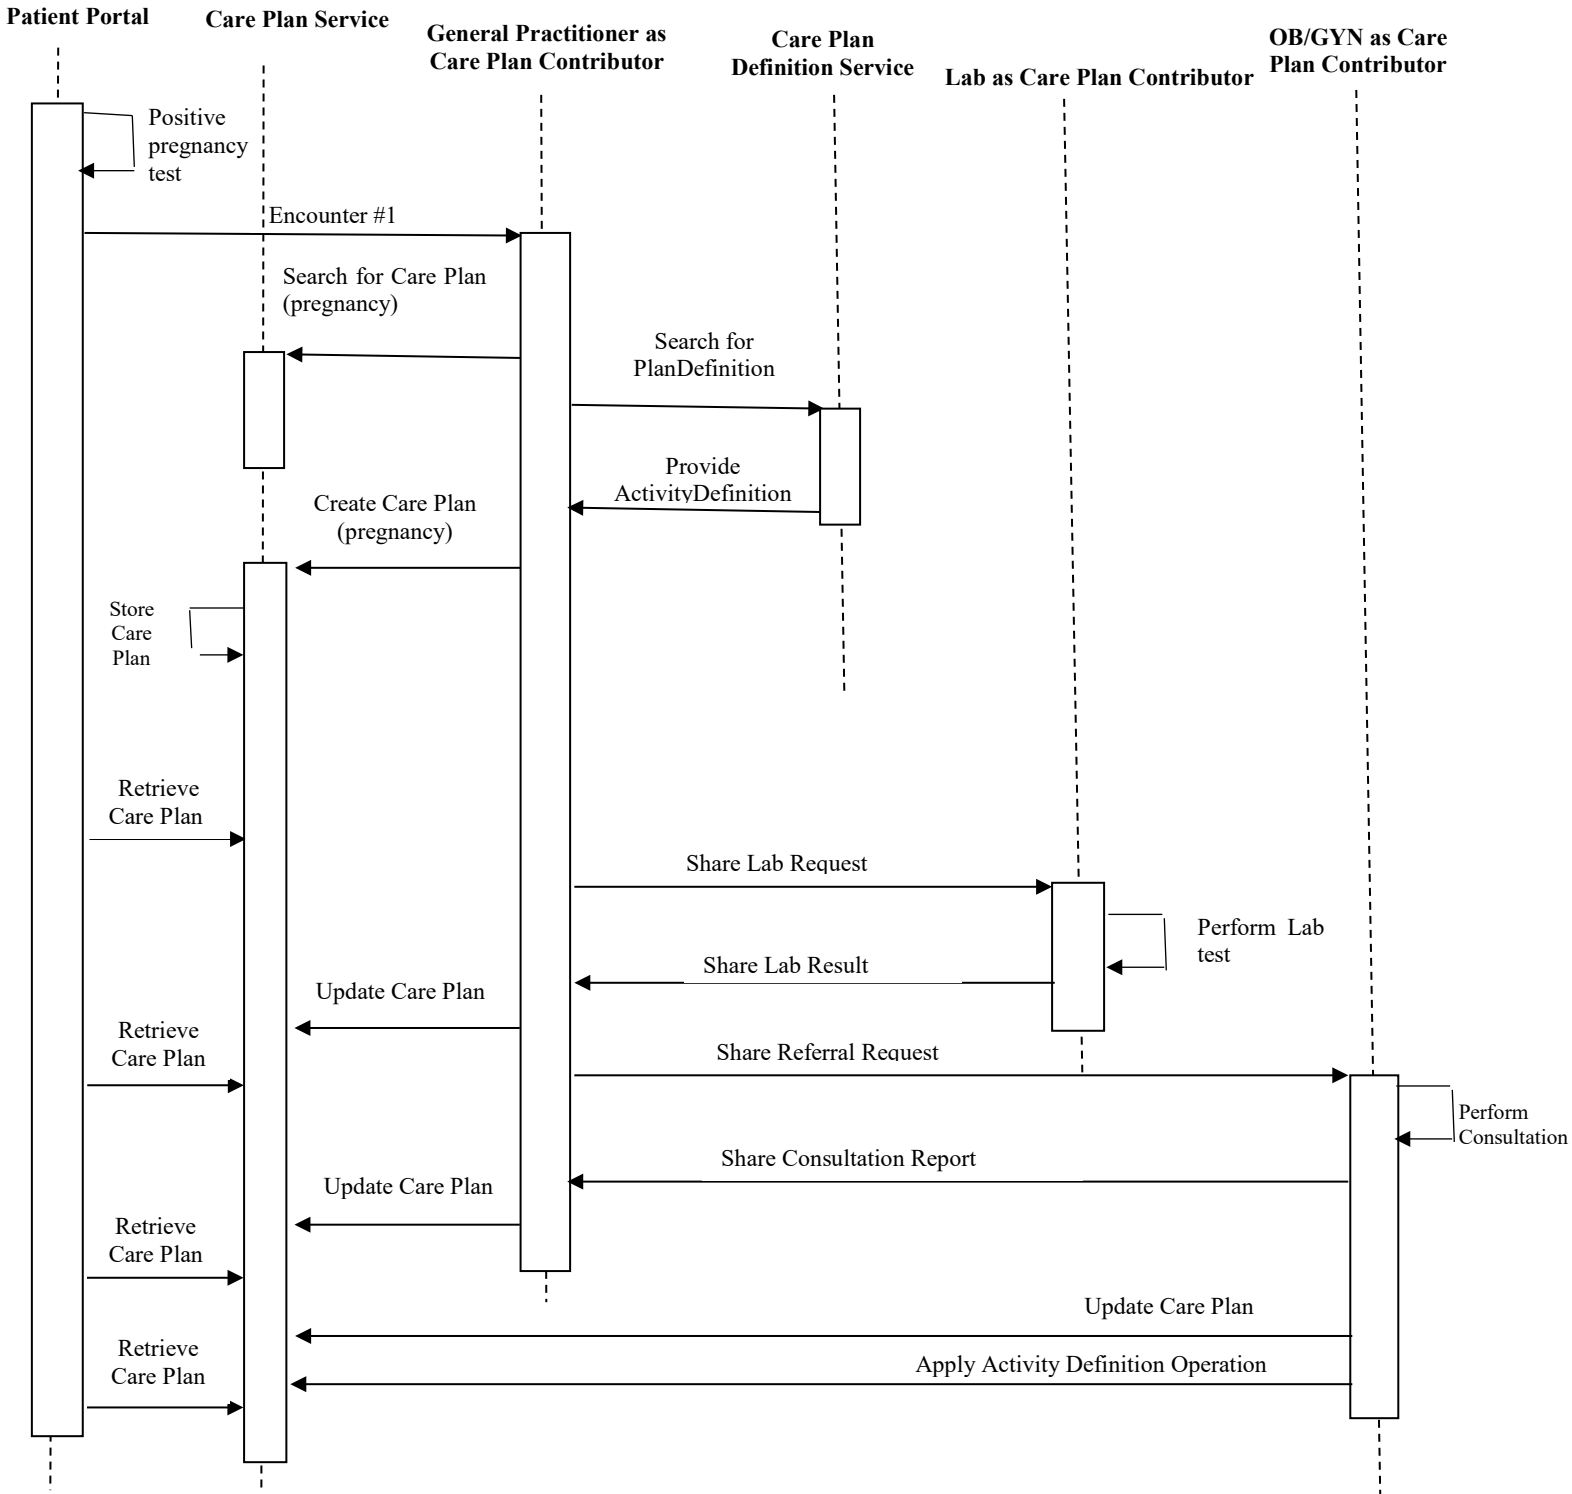 Patient Portal
Care Plan Service
General Practitioner as
Care Plan Contributor
Care Plan
Definition Service
Lab as Care Plan Contributor
OB/GYN as Care
Plan Contributor
Positive
pregnancy
test
Encounter #1
Search for Care Plan
(pregnancy)
Search for
PlanDefinition
Provide
ActivityDefinition
Create Care Plan
(pregnancy)
Store
Care
Plan
Retrieve
Care Plan
Share Lab Request
Perform Lab
test
Share Lab Result
Update Care Plan
Retrieve
Care Plan
Share Referral Request
Perform
Consultation
Share Consultation Report
Update Care Plan
Retrieve
Care Plan
Update Care Plan
Retrieve
Care Plan
Apply Activity Definition Operation